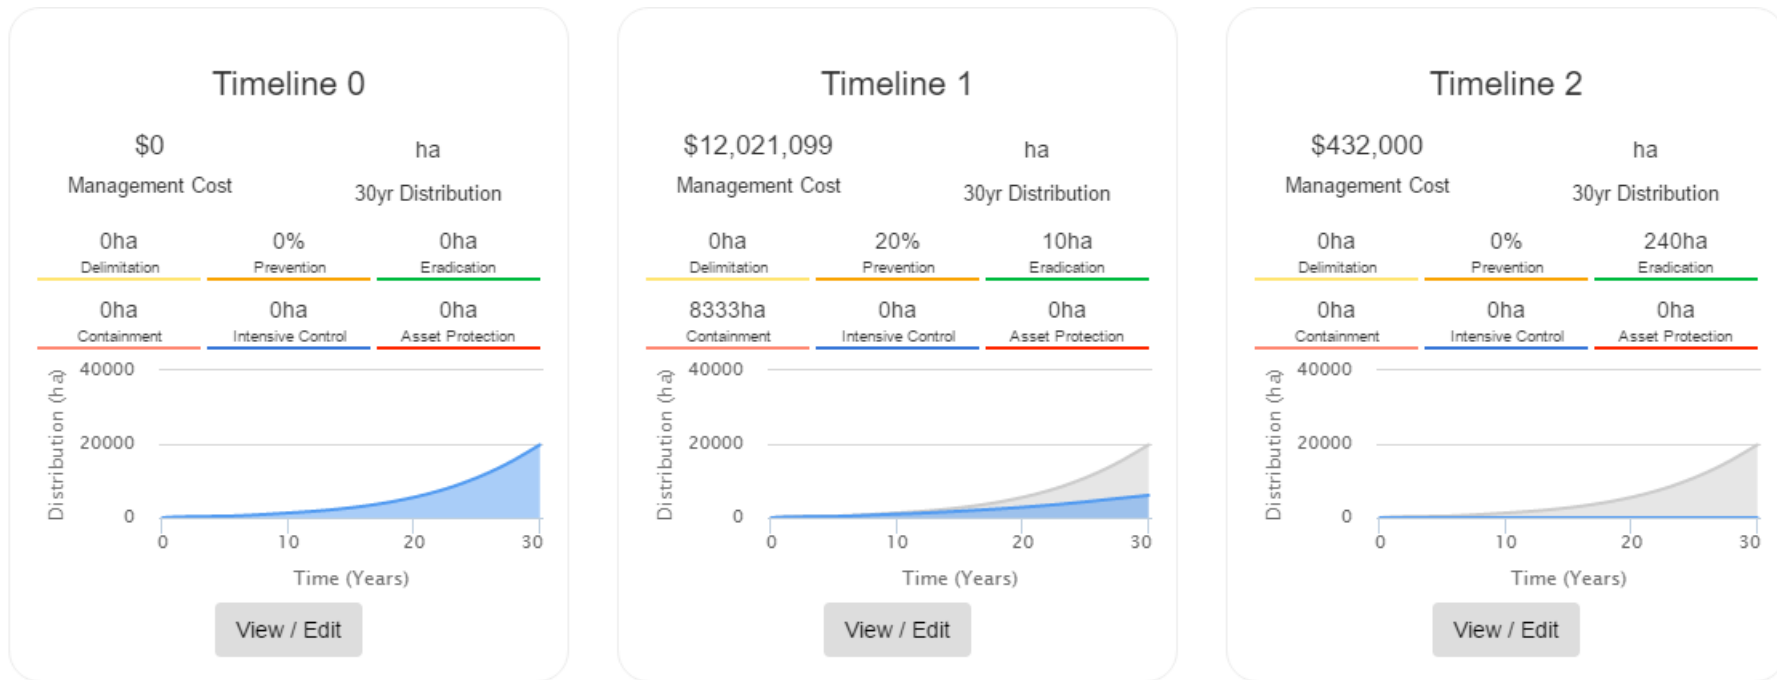 Timeline 0
$0
ha
Management Cost
30yr Distribution
0ha
0%
0ha
Delimitation
Prevention
Eradication
0ha
0ha
0ha
Containment
Intensive Control
Asset Protection
Distribution (ha)
40000
20000
0
0
10
20
30
Time (Years)
View / Edit
Timeline 1
$12,021,099
ha
Management Cost
30yr Distribution
0ha
20%
10ha
Delimitation
Prevention
Eradication
8333ha
0ha
0ha
Containment
Intensive Control
Asset Protection
Distribution (ha)
40000
20000
0
0
10
20
30
Time (Years)
View / Edit
Timeline 2
$432,000
ha
Management Cost
30yr Distribution
0ha
0%
240ha
Delimitation
Prevention
Eradication
0ha
0ha
0ha
Containment
Intensive Control
Asset Protection
Distribution (ha)
40000
20000
0
0
10
20
30
Time (Years)
View / Edit